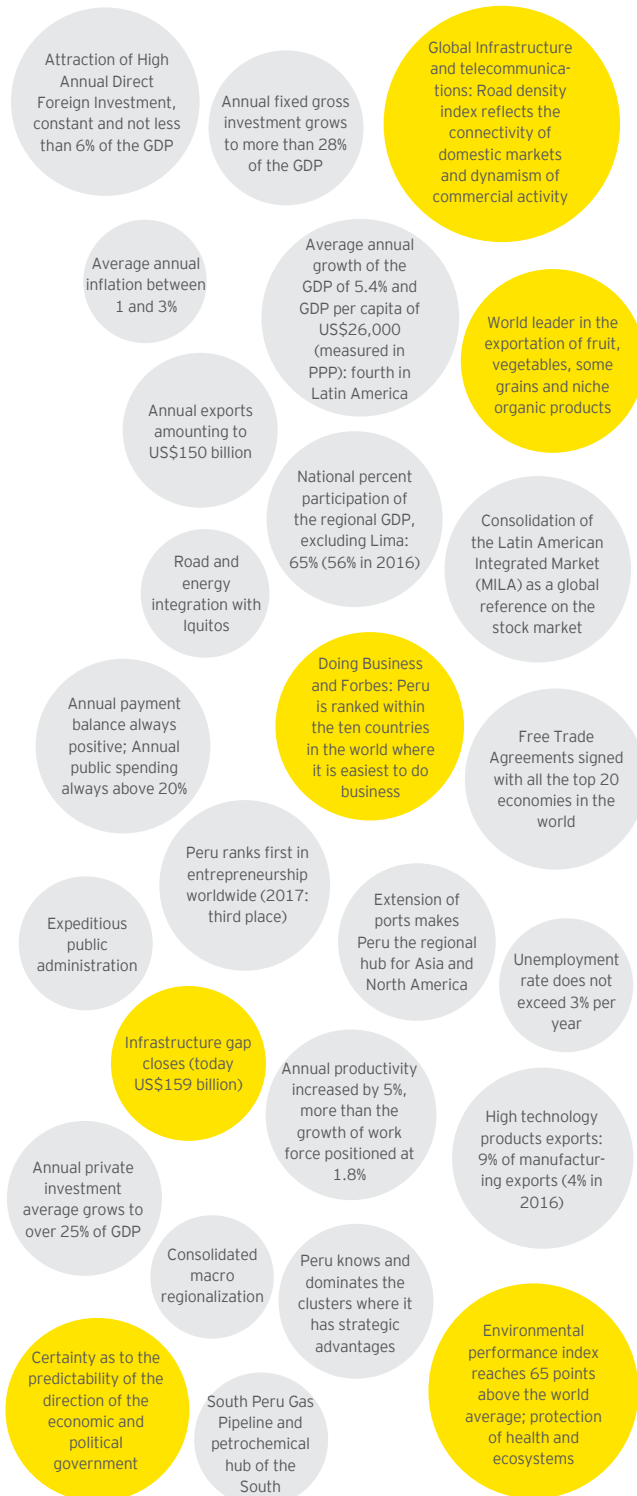 Attraction of High
Annual Direct
Foreign Investment,
constant and not less
than 6% of the GDP
Annual fixed gross
investment grows
to more than 28%
of the GDP
Global Infrastructure
and telecommunica-
tions: Road density
index reflects the
connectivity of
domestic markets
and dynamism of
commercial activity
Average annual
inflation between
1 and 3%
Average annual
growth of the
GDP of 5.4% and
GDP per capita of
US$26,000
(measured in
PPP): fourth in
Latin America
World leader in the
exportation of fruit,
vegetables, some
grains and niche
organic products
Annual exports
amounting to
US$150 billion
National percent
participation of
the regional GDP,
excluding Lima:
65% (56% in 2016)
Consolidation of
the Latin American
Integrated Market
(MILA) as a global
reference on the
stock market
Road and
energy
integration with
Iquitos
Doing Business
and Forbes: Peru
is ranked within
the ten countries
in the world where
it is easiest to do
business
Annual payment
balance always
positive; Annual
public spending
always above 20%
Free Trade
Agreements signed
with all the top 20
economies in the
world
Peru ranks first in
entrepreneurship
worldwide (2017:
third place)
Extension of
ports makes
Peru the regional
hub for Asia and
North America
Expeditious
public
administration
Unemployment
rate does not
exceed 3% per
year
Infrastructure gap
closes (today
US$159 billion)
Annual productivity
increased by 5%,
more than the
growth of work
force positioned at
1.8%
High technology
products exports:
9% of manufactur-
ing exports (4% in
2016)
Annual private
investment
average grows to
over 25% of GDP
Consolidated
macro
regionalization
Peru knows and
dominates the
clusters where it
has strategic
advantages
Certainty as to the
predictability of the
direction of the
economic and
political
government
South Peru Gas
Pipeline and
petrochemical
hub of the
South
Environmental
performance index
reaches 65 points
above the world
average; protection
of health and
ecosystems